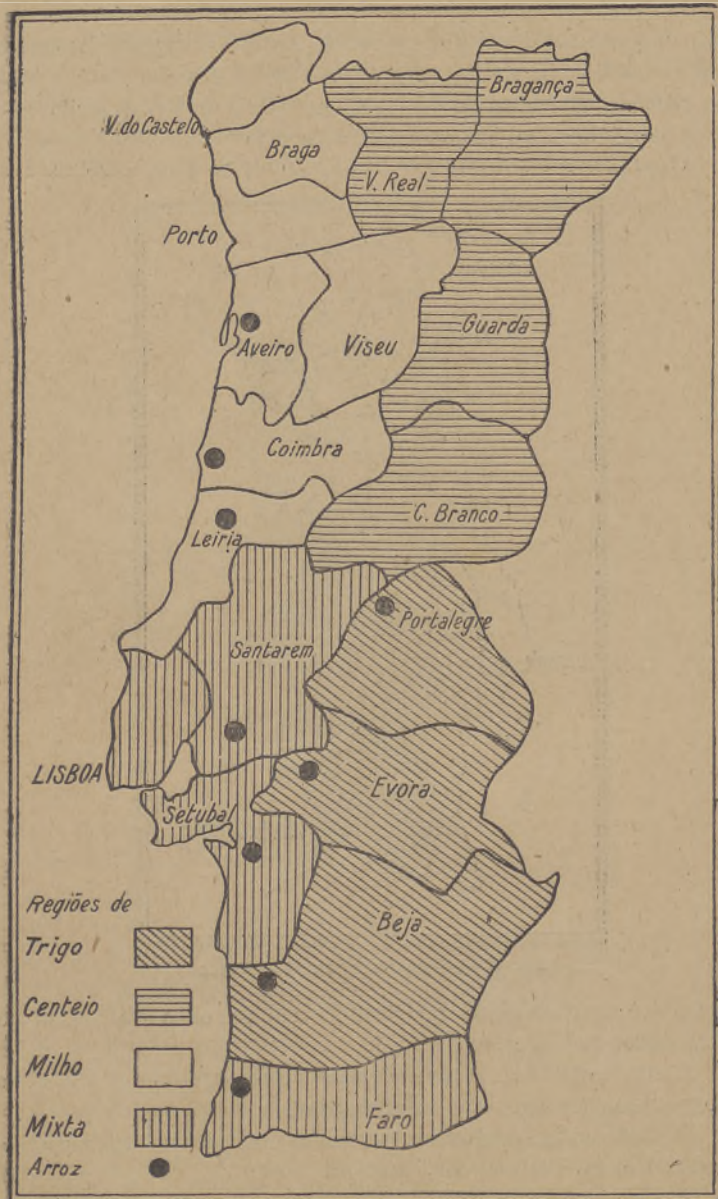 Bragança
V. do Castelo
Braga
V. Real
Porto
Aveiro
Viseu
Guarda
Coimbra
C. Branco
Leiria
Portalegre
Santarem
LISBOA
Evora
Setubal
Beja
Regiões de
Trigo
Centeio
Milho
Mixta
Faro
Arroz